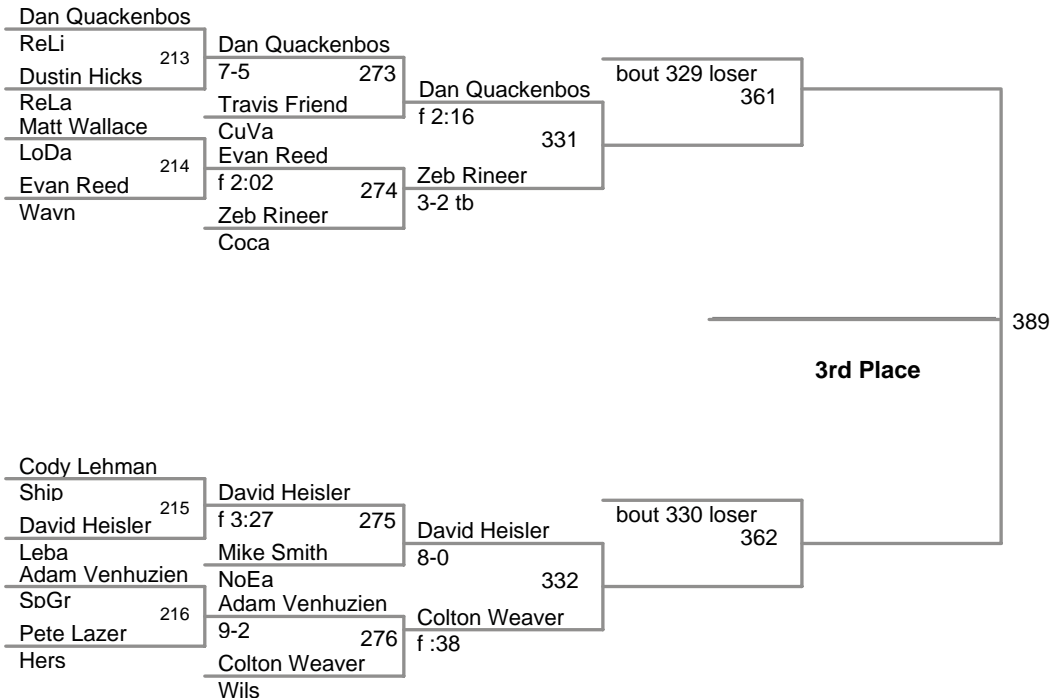 Dan Quackenbos
ReLi
213
Dustin Hicks
ReLa
Matt Wallace
LoDa
214
Evan Reed
Wayn
Dan Quackenbos
7-5
273
Travis Friend
CuVa
Evan Reed
f 2:02
274
Zeb Rineer
Coca
Dan Quackenbos
f 2:16
331
Zeb Rineer
3-2 tb
bout 329 loser
361
389
3rd Place
Cody Lehman
Ship
215
David Heisler
Leba
Adam Venhuzien
SpGr
216
Pete Lazer
Hers
David Heisler
f 3:27
275
Mike Smith
NoEa
Adam Venhuzien
9-2
276
Colton Weaver
Wils
David Heisler
8-0
332
Colton Weaver
f :38
bout 330 loser
362